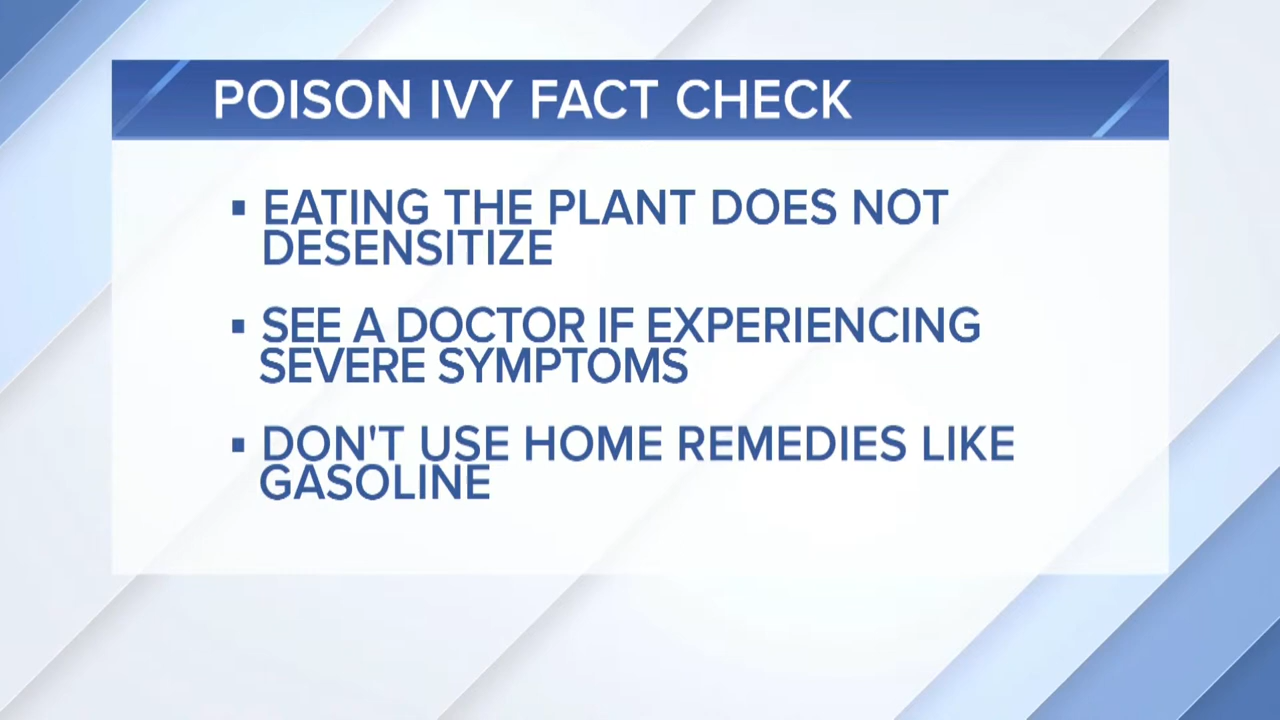 POISON IVY FACT CHECK
▪ EATING THE PLANT DOES NOT
DESENSITIZE
▪ SEE A DOCTOR IF EXPERIENCING
SEVERE SYMPTOMS
▪ DON'T USE HOME REMEDIES LIKE
GASOLINE